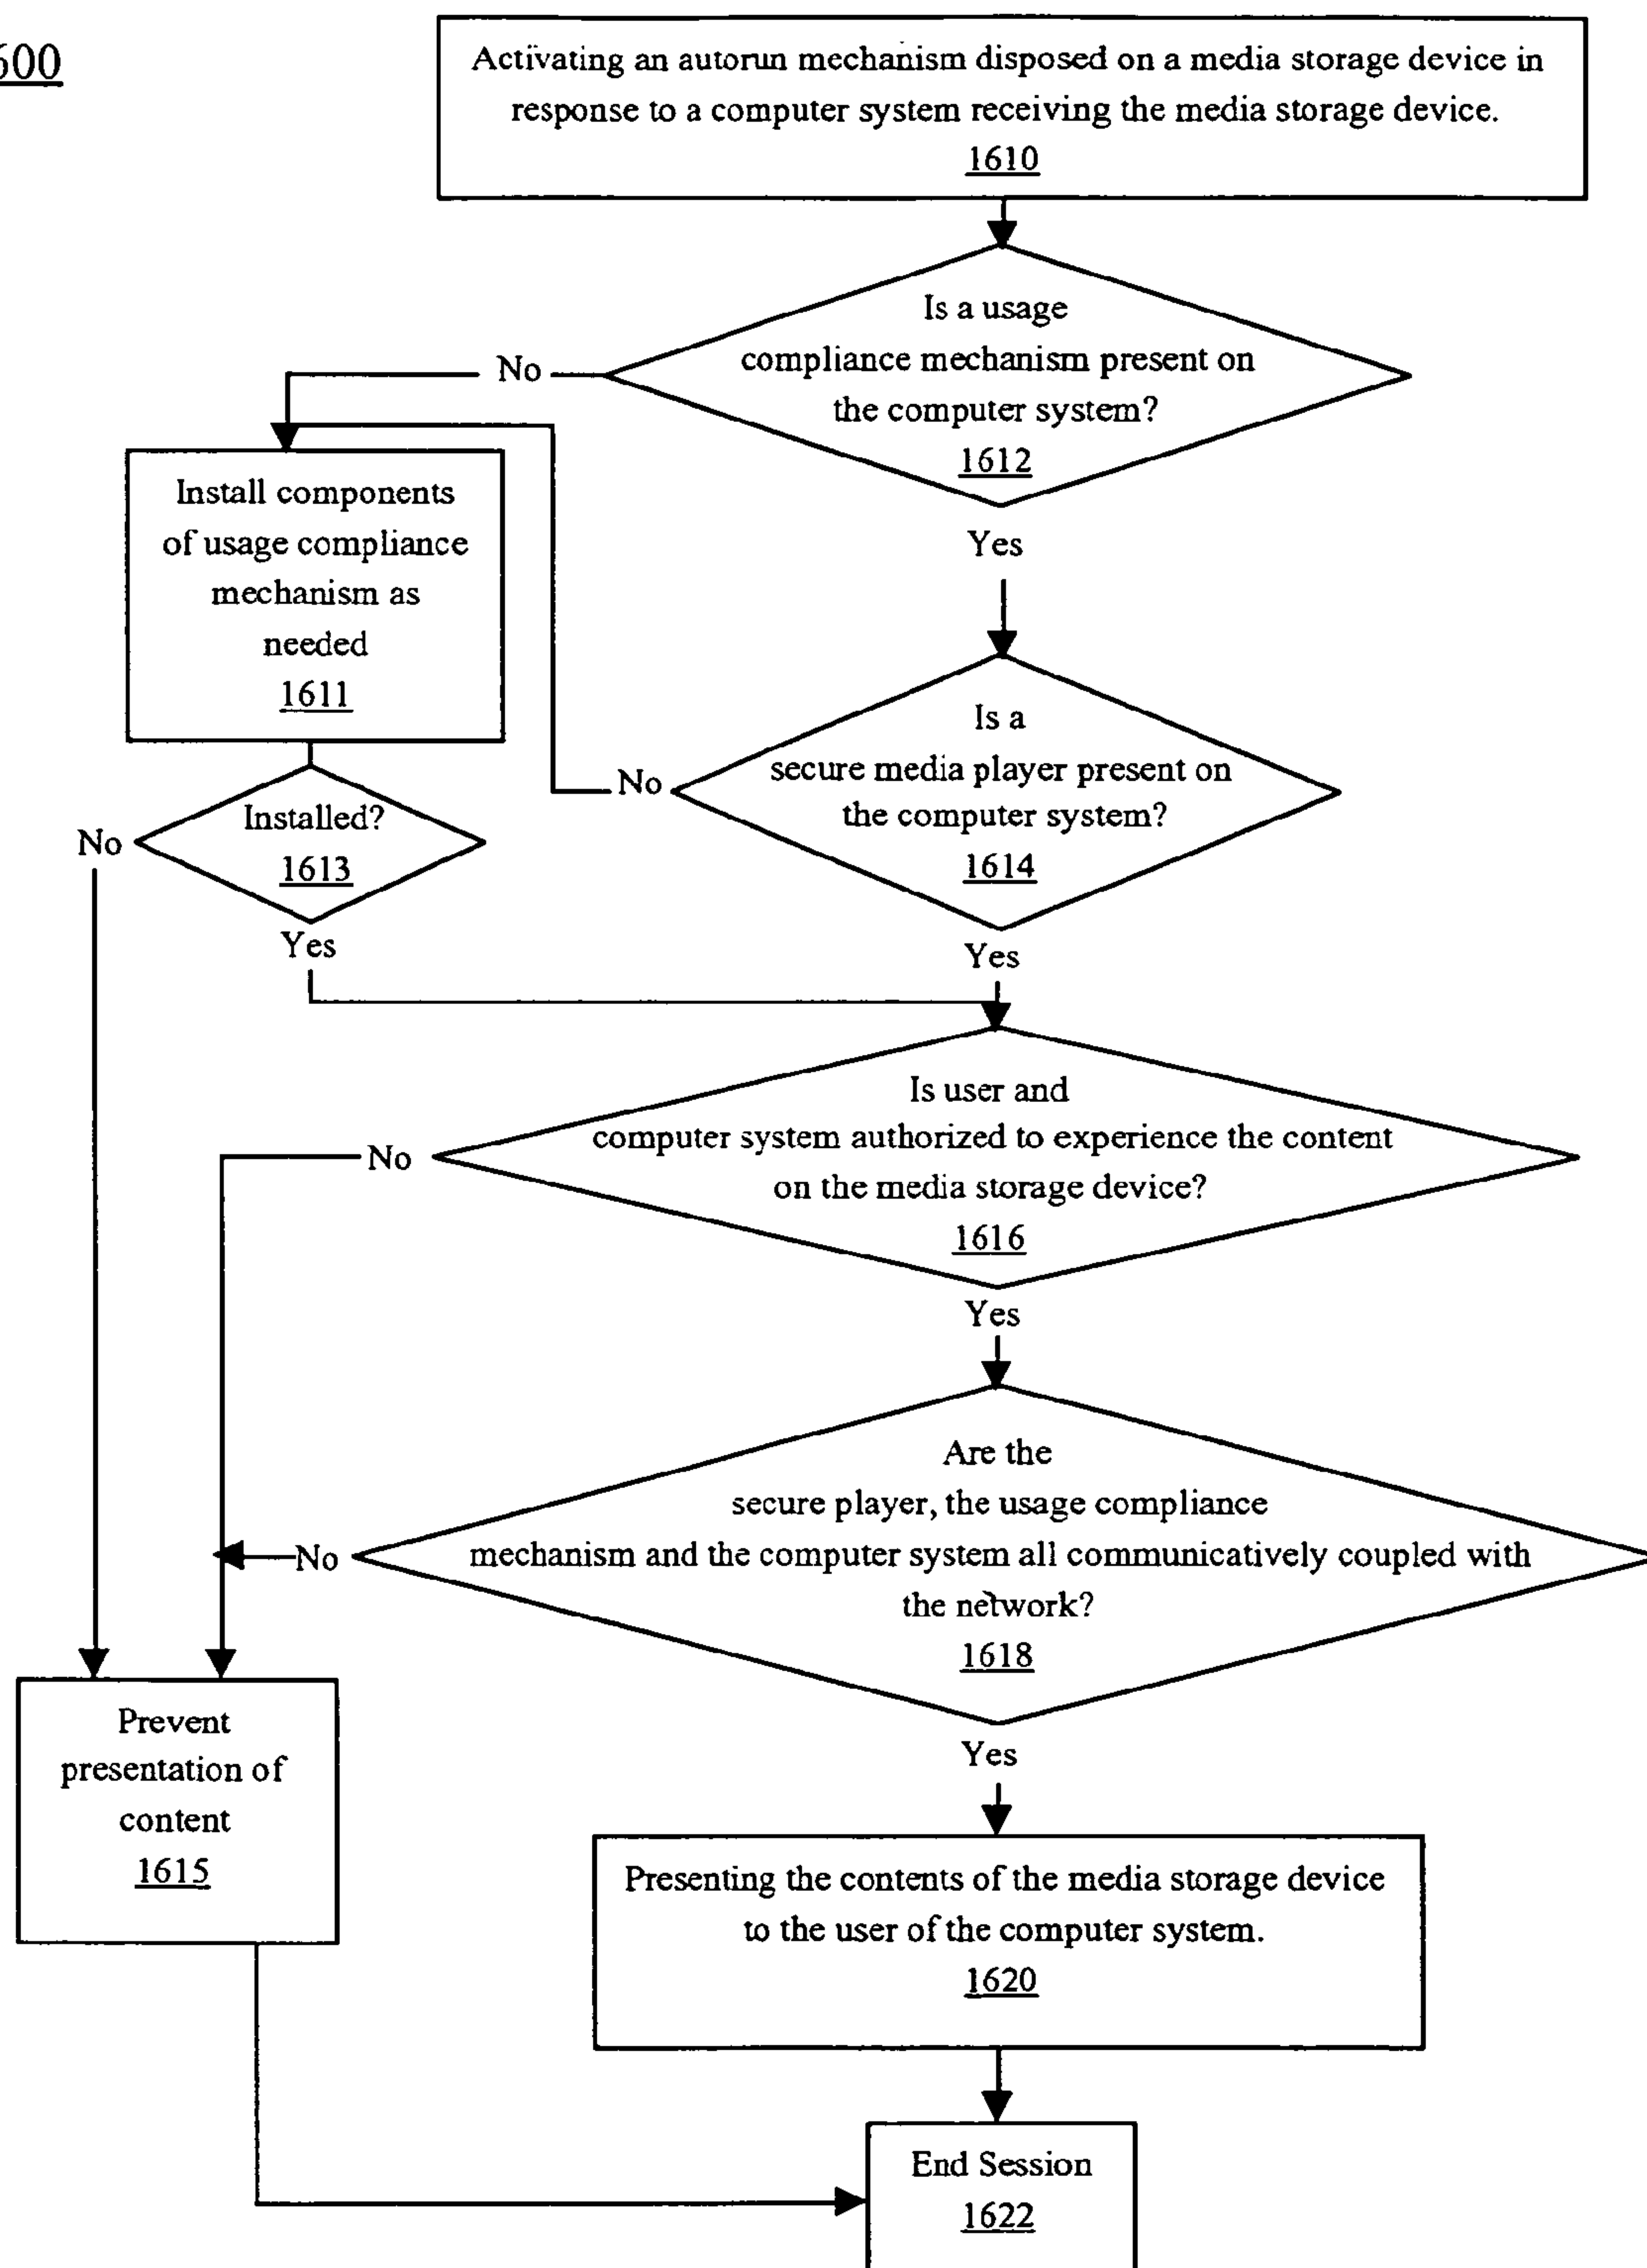 600
Activating an autorun mechanism disposed on a media storage device in
response to a computer system receiving the media storage device.
1610
Is a usage
compliance mechanism present on
the computer system?
1612
No
Yes
Install components
of usage compliance
mechanism as
needed
1611
Is a
secure media player present on
the computer system?
1614
No
Yes
Installed?
1613
No
Yes
Is user and
computer system authorized to experience the content
on the media storage device?
1616
No
Yes
Are the
secure player, the usage compliance
mechanism and the computer system all communicatively coupled with
the network?
1618
No
Yes
Prevent
presentation of
content
1615
Presenting the contents of the media storage device
to the user of the computer system.
1620
End Session
1622